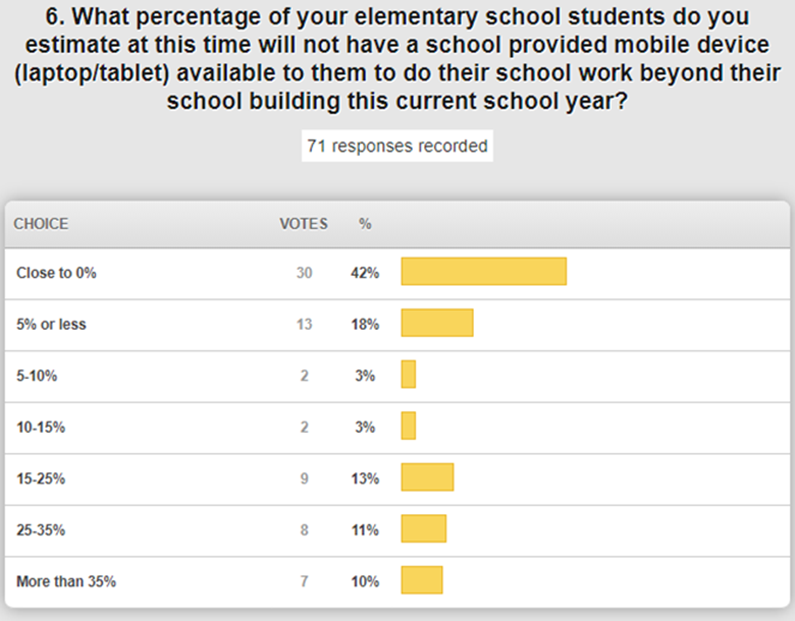 6. What percentage of your elementary school students do you
estimate at this time will not have a school provided mobile device
(laptop/tablet) available to them to do their school work beyond their
school building this current school year?
71 responses recorded
CHOICE VOTES %
Close to 0% 30 42%
5% or less 13 18%
5-10% 2 3%
10-15% 2 3%
15-25% 9 13%
25-35% 8 11%
More than 35% 7 10%